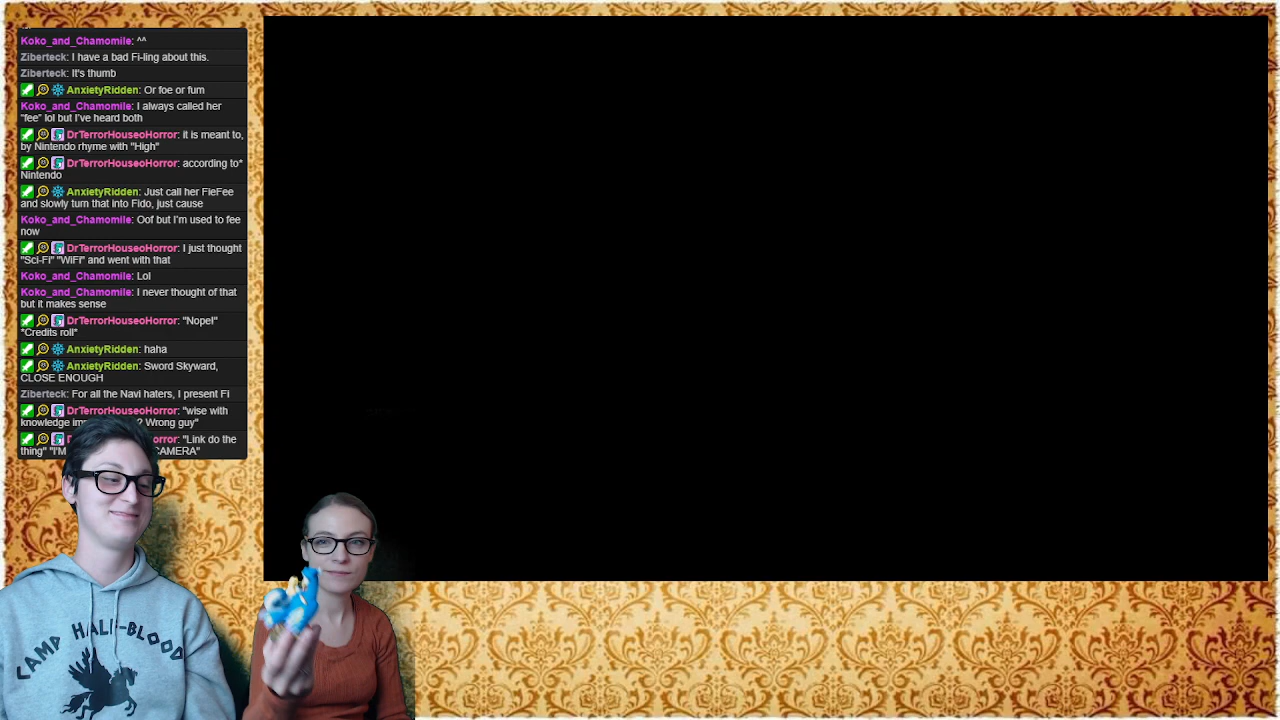 Koko_and_Chamomile: ^^
Ziberteck: I have a bad Fi-ling about this.
Ziberteck: It's thumb
AnxietyRidden: Or foe or fum
Koko_and_Chamomile: I always called her
"fee" lol but I've heard both
DrTerrorHouseoHorror: it is meant to,
by Nintendo rhyme with "High"
DrTerrorHouseoHorror: according to*
Nintendo
AnxietyRidden: Just call her FieFee
and slowly turn that into Fido, just cause
Koko_and_Chamomile: Oof but I'm used to fee
now
DrTerrorHouseoHorror: I just thought
"Sci-Fi" "WiFi" and went with that
Koko_and_Chamomile: Lol
Koko_and_Chamomile: I never thought of that
but it makes sense
DrTerrorHouseoHorror: "Nope!"
*Credits roll*
AnxietyRidden: haha
AnxietyRidden: Sword Skyward,
CLOSE ENOUGH
Ziberteck: For all the Navi haters, I present Fi
DrTerrorHouseoHorror: "wise with
knowledge ? Wrong guy"
TerrorHouseoHorror: "Link do the
thing" "I'M CAMERA"
CAMP HALF-BLOOD